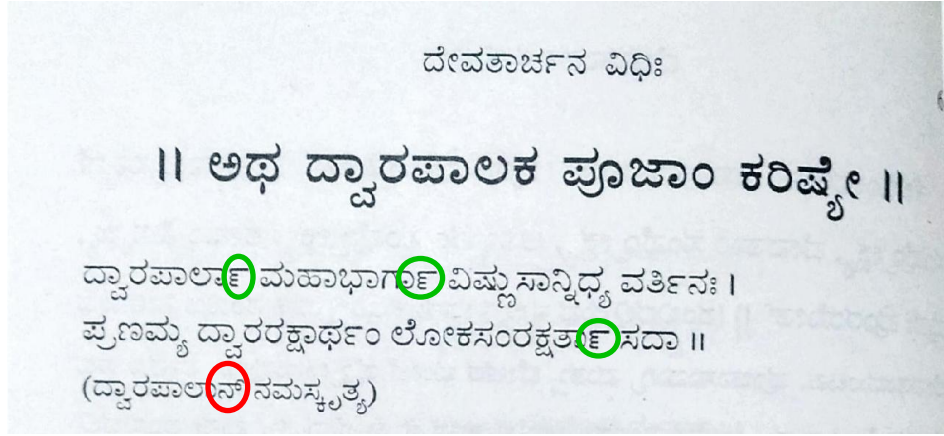 ದೇವತಾರ್ಚನ ವಿಧಿಃ
॥ ಅಥ ದ್ವಾರಪಾಲಕ ಪೂಜಾಂ ಕರಿಷ್ಯೇ ॥
ದ್ವಾರಪಾಲಾೝ ಮಹಾಭಾಗಾೝ ವಿಷ್ಣುಸಾನ್ನಿಧ್ಯ ವರ್ತಿನಃ ।
ಪ್ರಣಮ್ಯ ದ್ವಾರರಕ್ಷಾರ್ಥಂ ಲೋಕಸಂರಕ್ಷತಾೝ ಸದಾ ॥
(ದ್ವಾರಪಾಲಾನ್ ನಮಸ್ಕೃತ್ಯ)